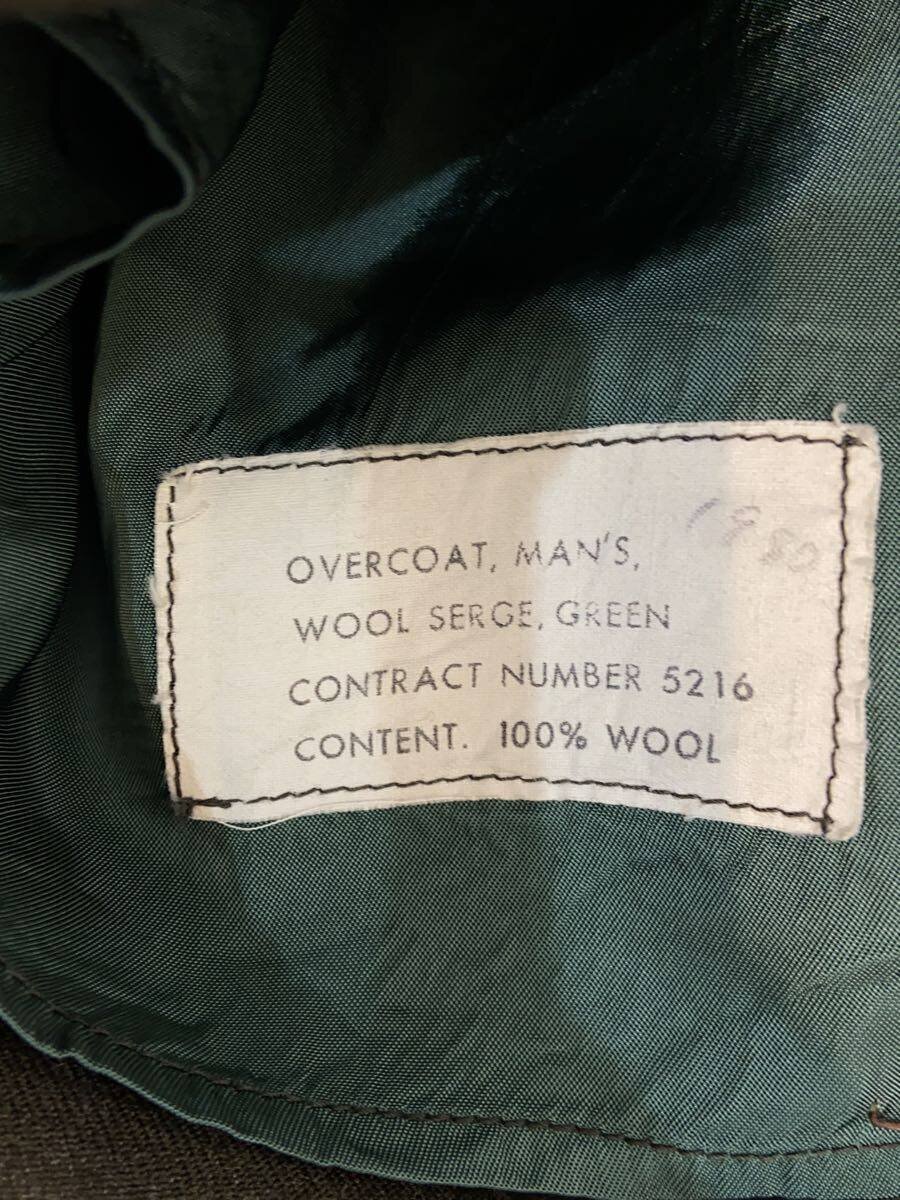 OVERCOAT, MAN'S,
WOOL SERGE, GREEN
CONTRACT NUMBER 5216
CONTENT. 100% WOOL